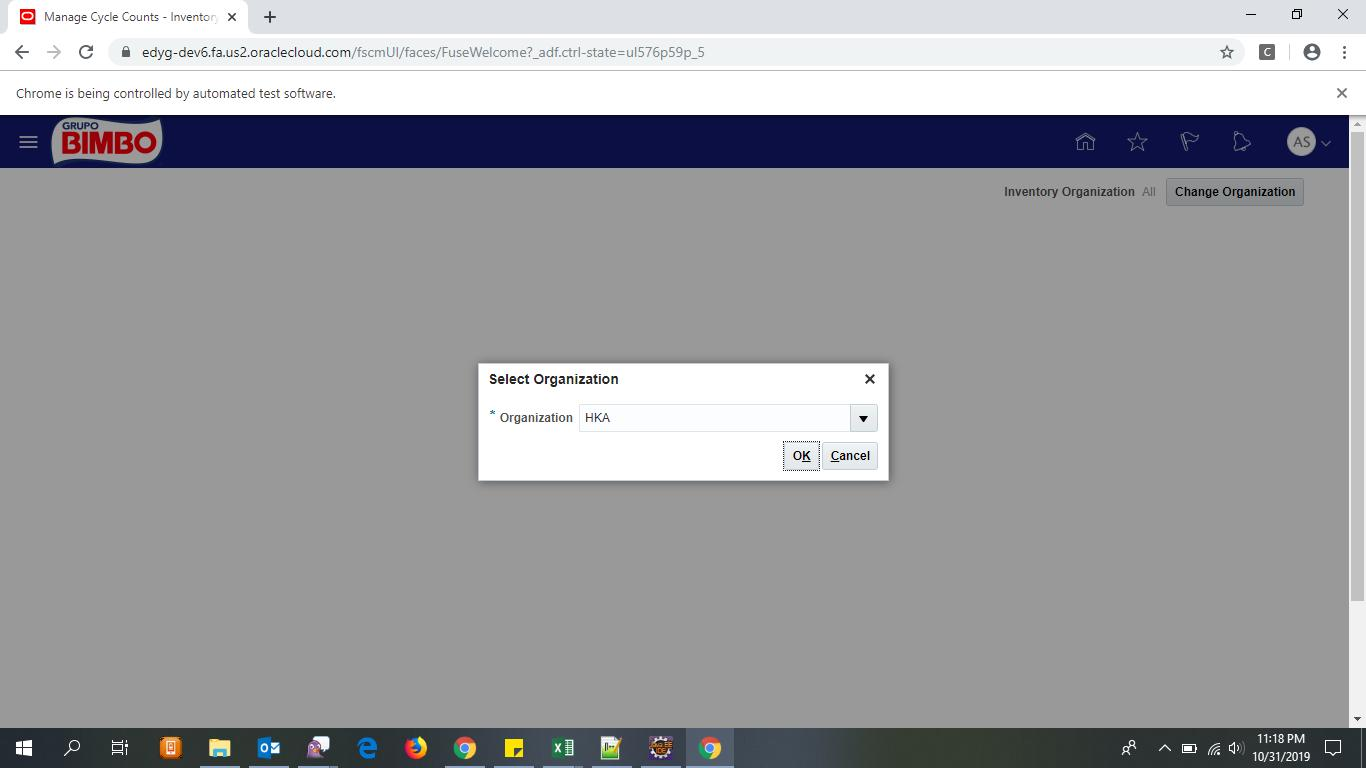 Manage Cycle Counts - Inventory
edyg-dev6.fa.us2.oraclecloud.com/fscmUI/faces/FuseWelcome?_adf.ctrl-state=ul576p59p_5
C
Chrome is being controlled by automated test software.
GRUPO
BIMBO
AS
Inventory Organization All Change Organization
Select Organization
* Organization HKA
OK Cancel
11:18 PM
10/31/2019